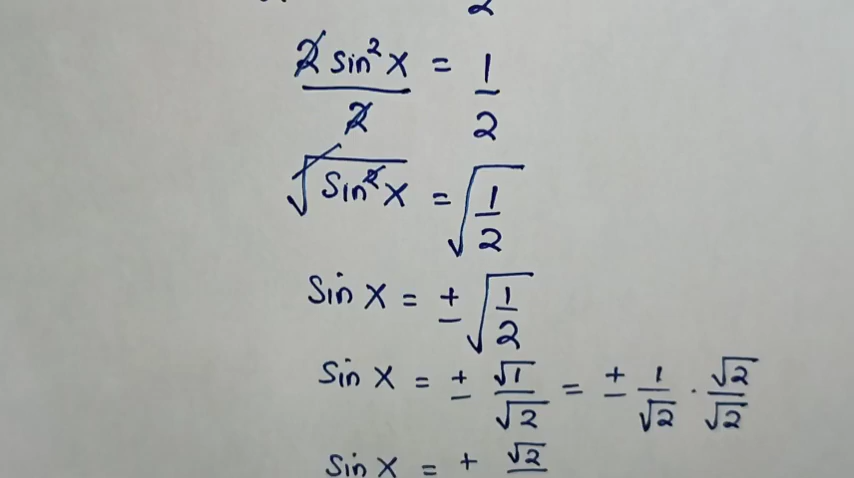 2
2 sin²x / 2 = 1/2
√(sin²x) = √(1/2)
sin x = ± √(1/2)
sin x = ± √1/√2 = ± 1/√2 · √2/√2
sin x = + √2